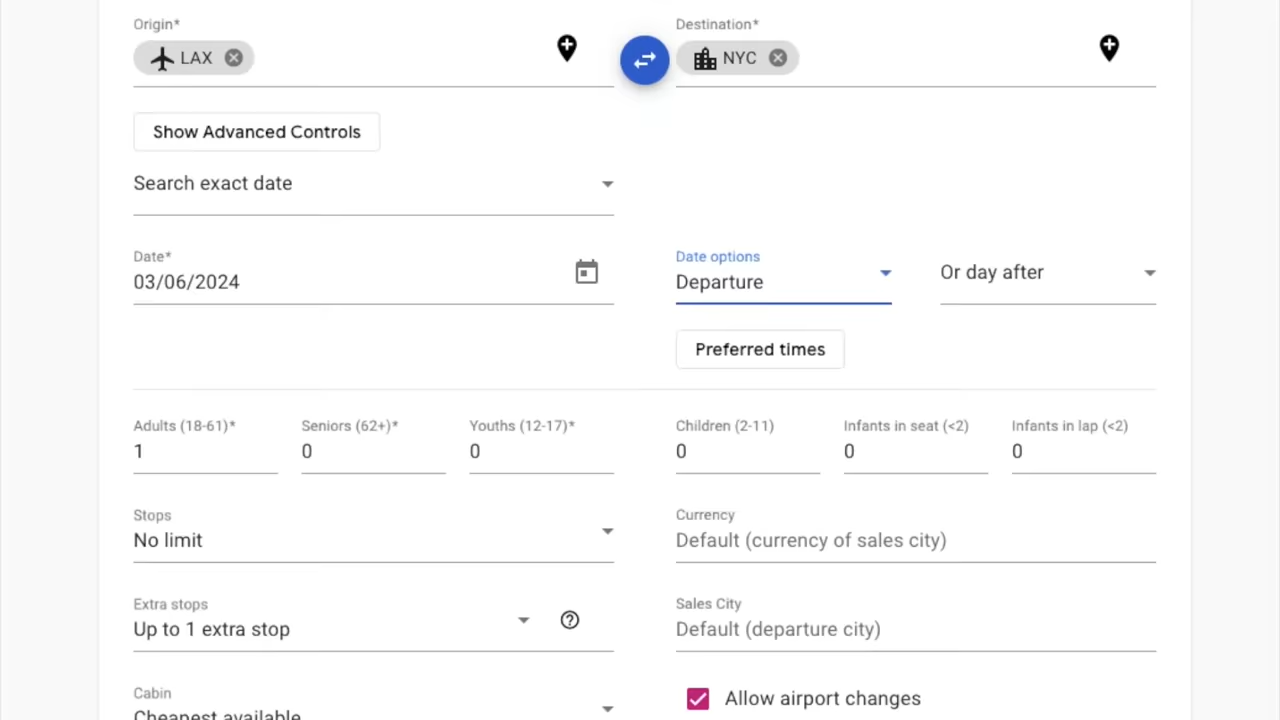 Origin*
Destination*
LAX
NYC
Show Advanced Controls
Search exact date
Date*
03/06/2024
Date options
Departure
Or day after
Preferred times
Adults (18-61)*
Seniors (62+)*
Youths (12-17)*
Children (2-11)
Infants in seat (<2)
Infants in lap (<2)
1
0
0
0
0
0
Stops
No limit
Currency
Default (currency of sales city)
Extra stops
Up to 1 extra stop
Sales City
Default (departure city)
Cabin
Cheapest available
Allow airport changes